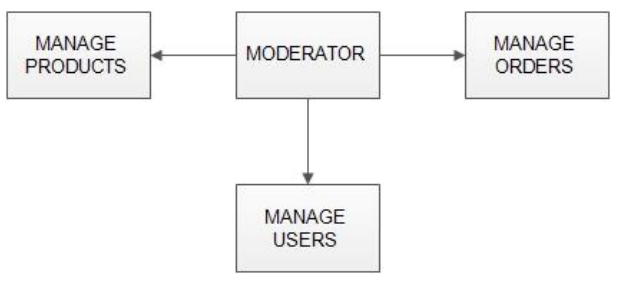 MANAGE
PRODUCTS
MODERATOR
MANAGE
ORDERS
MANAGE
USERS